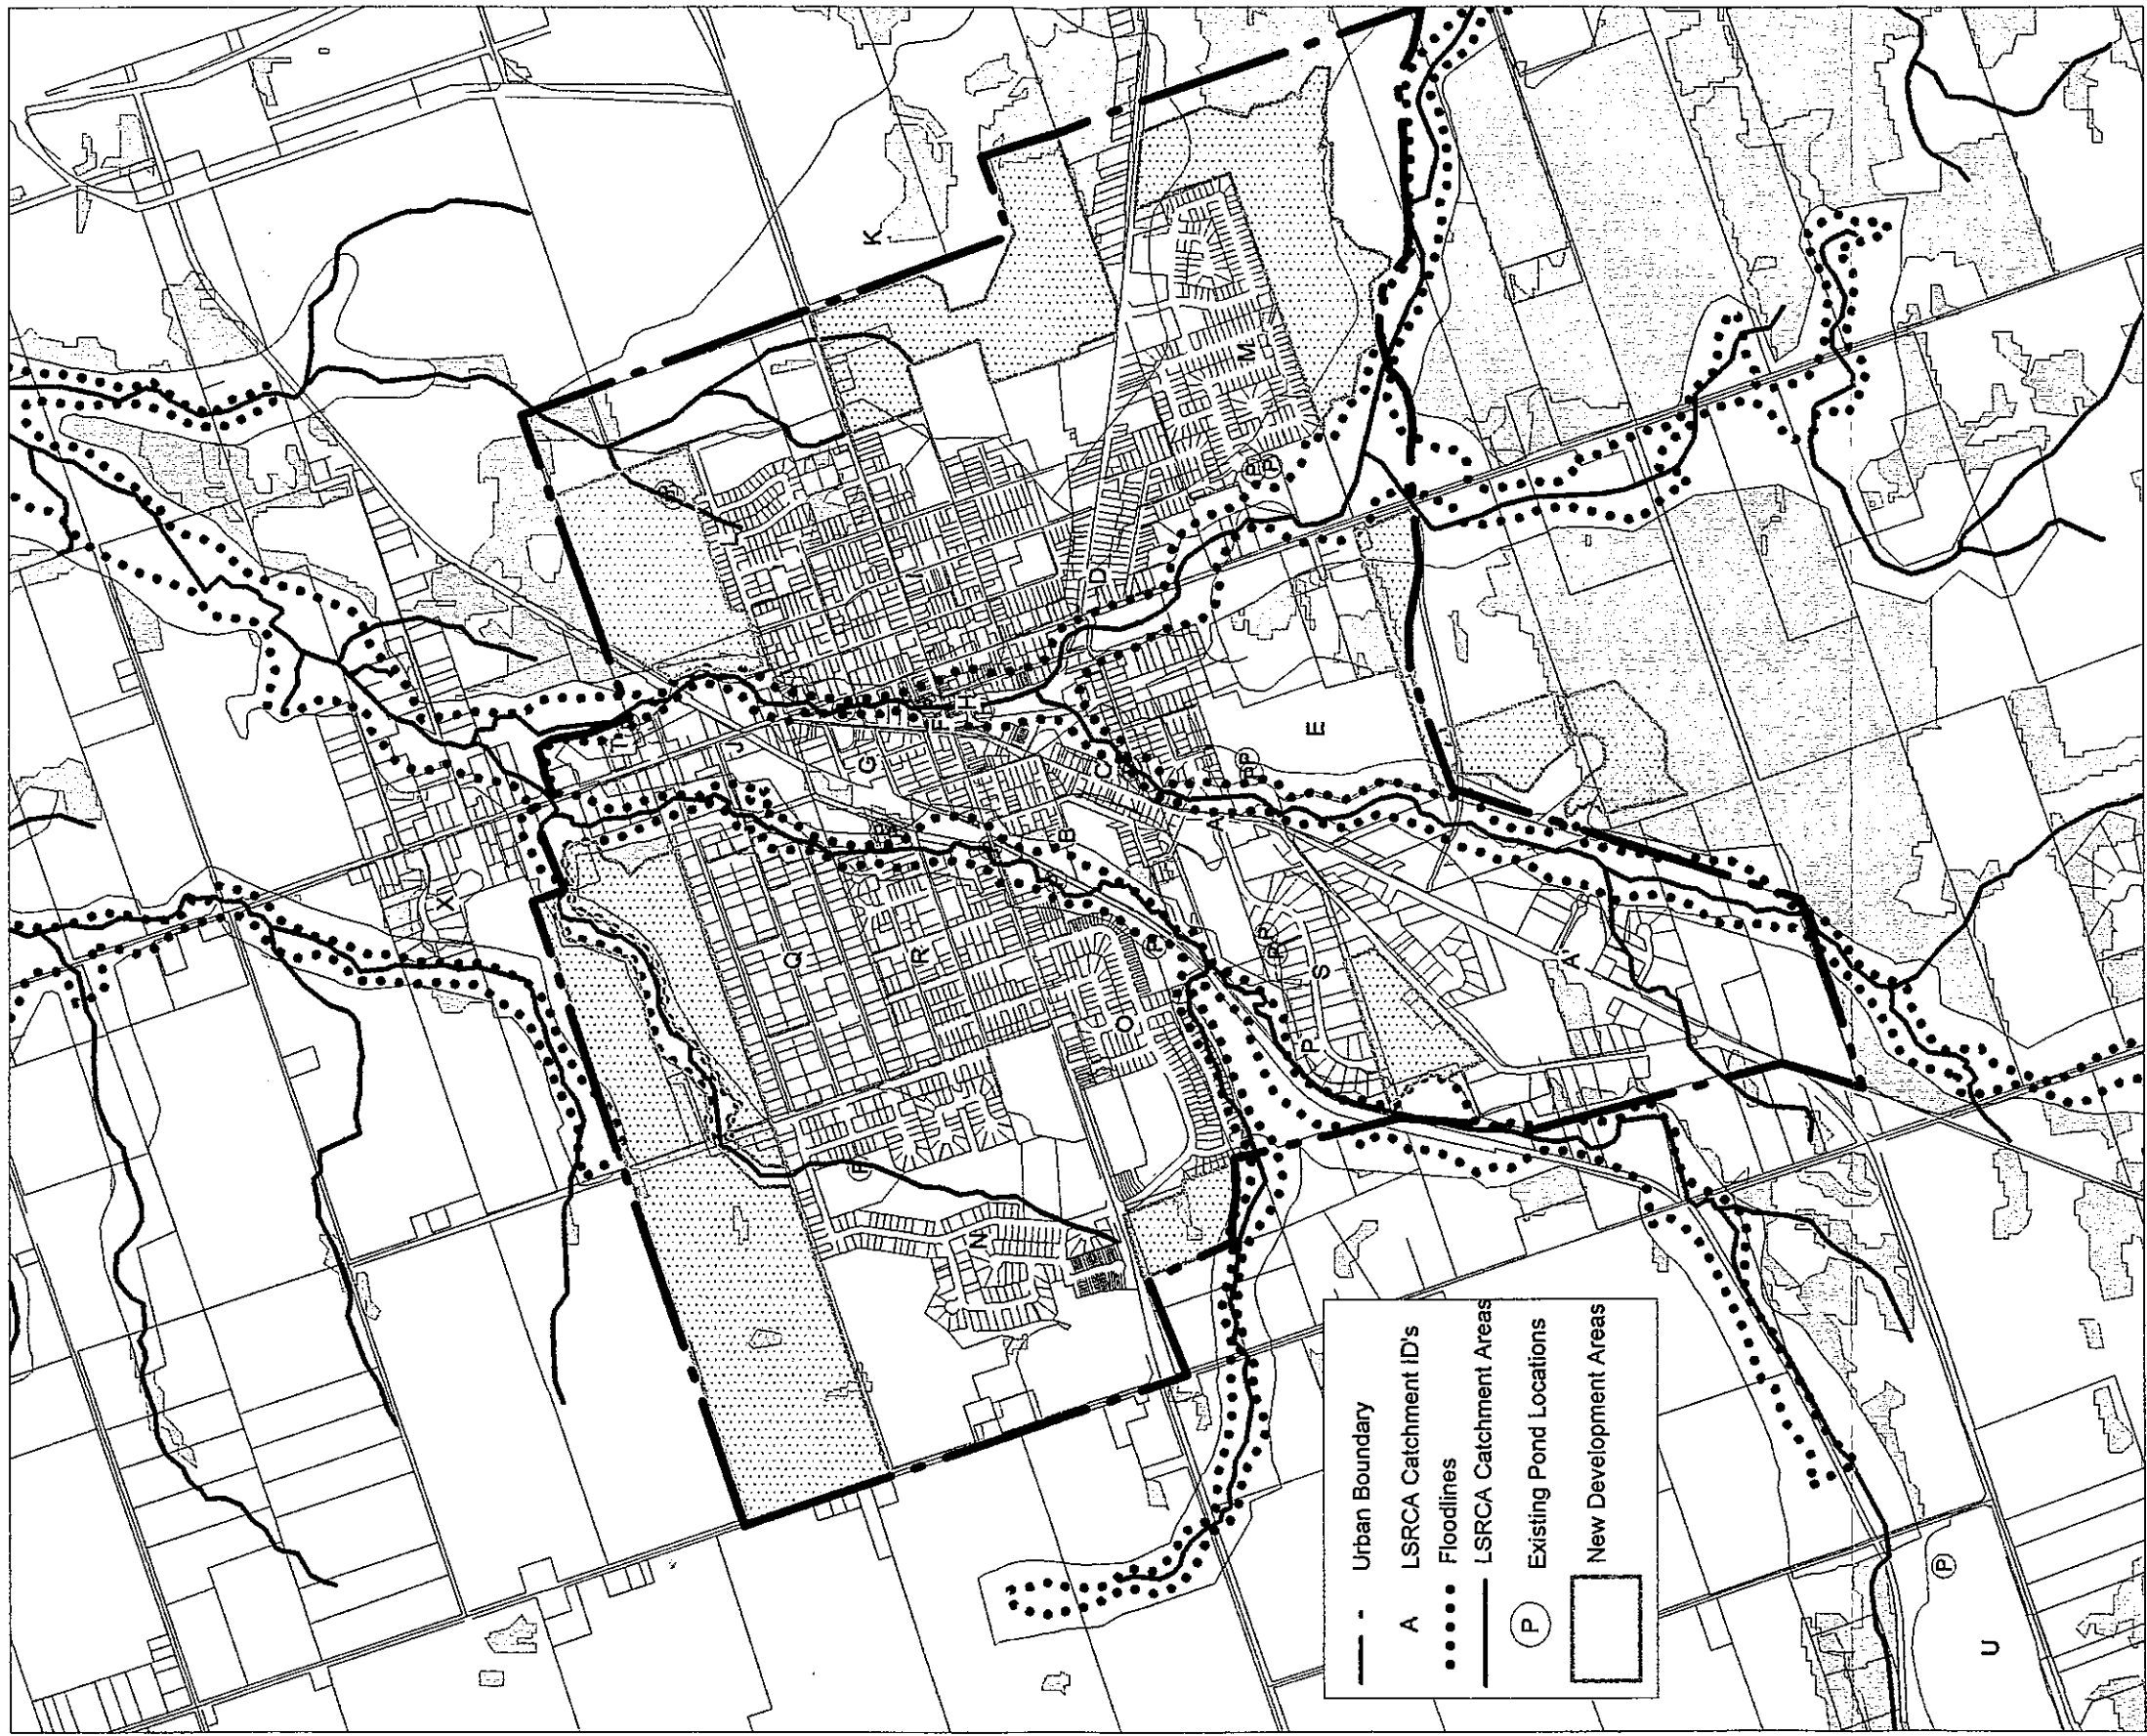 Urban Boundary
A LSRCA Catchment ID's
Floodlines
LSRCA Catchment Areas
P Existing Pond Locations
New Development Areas
K
M
L
I
D
H
F
G
J
C
E
B
A
X
Q
R
O
S
P
A'
N
U
P
P
P
P
P
P
P
P
P